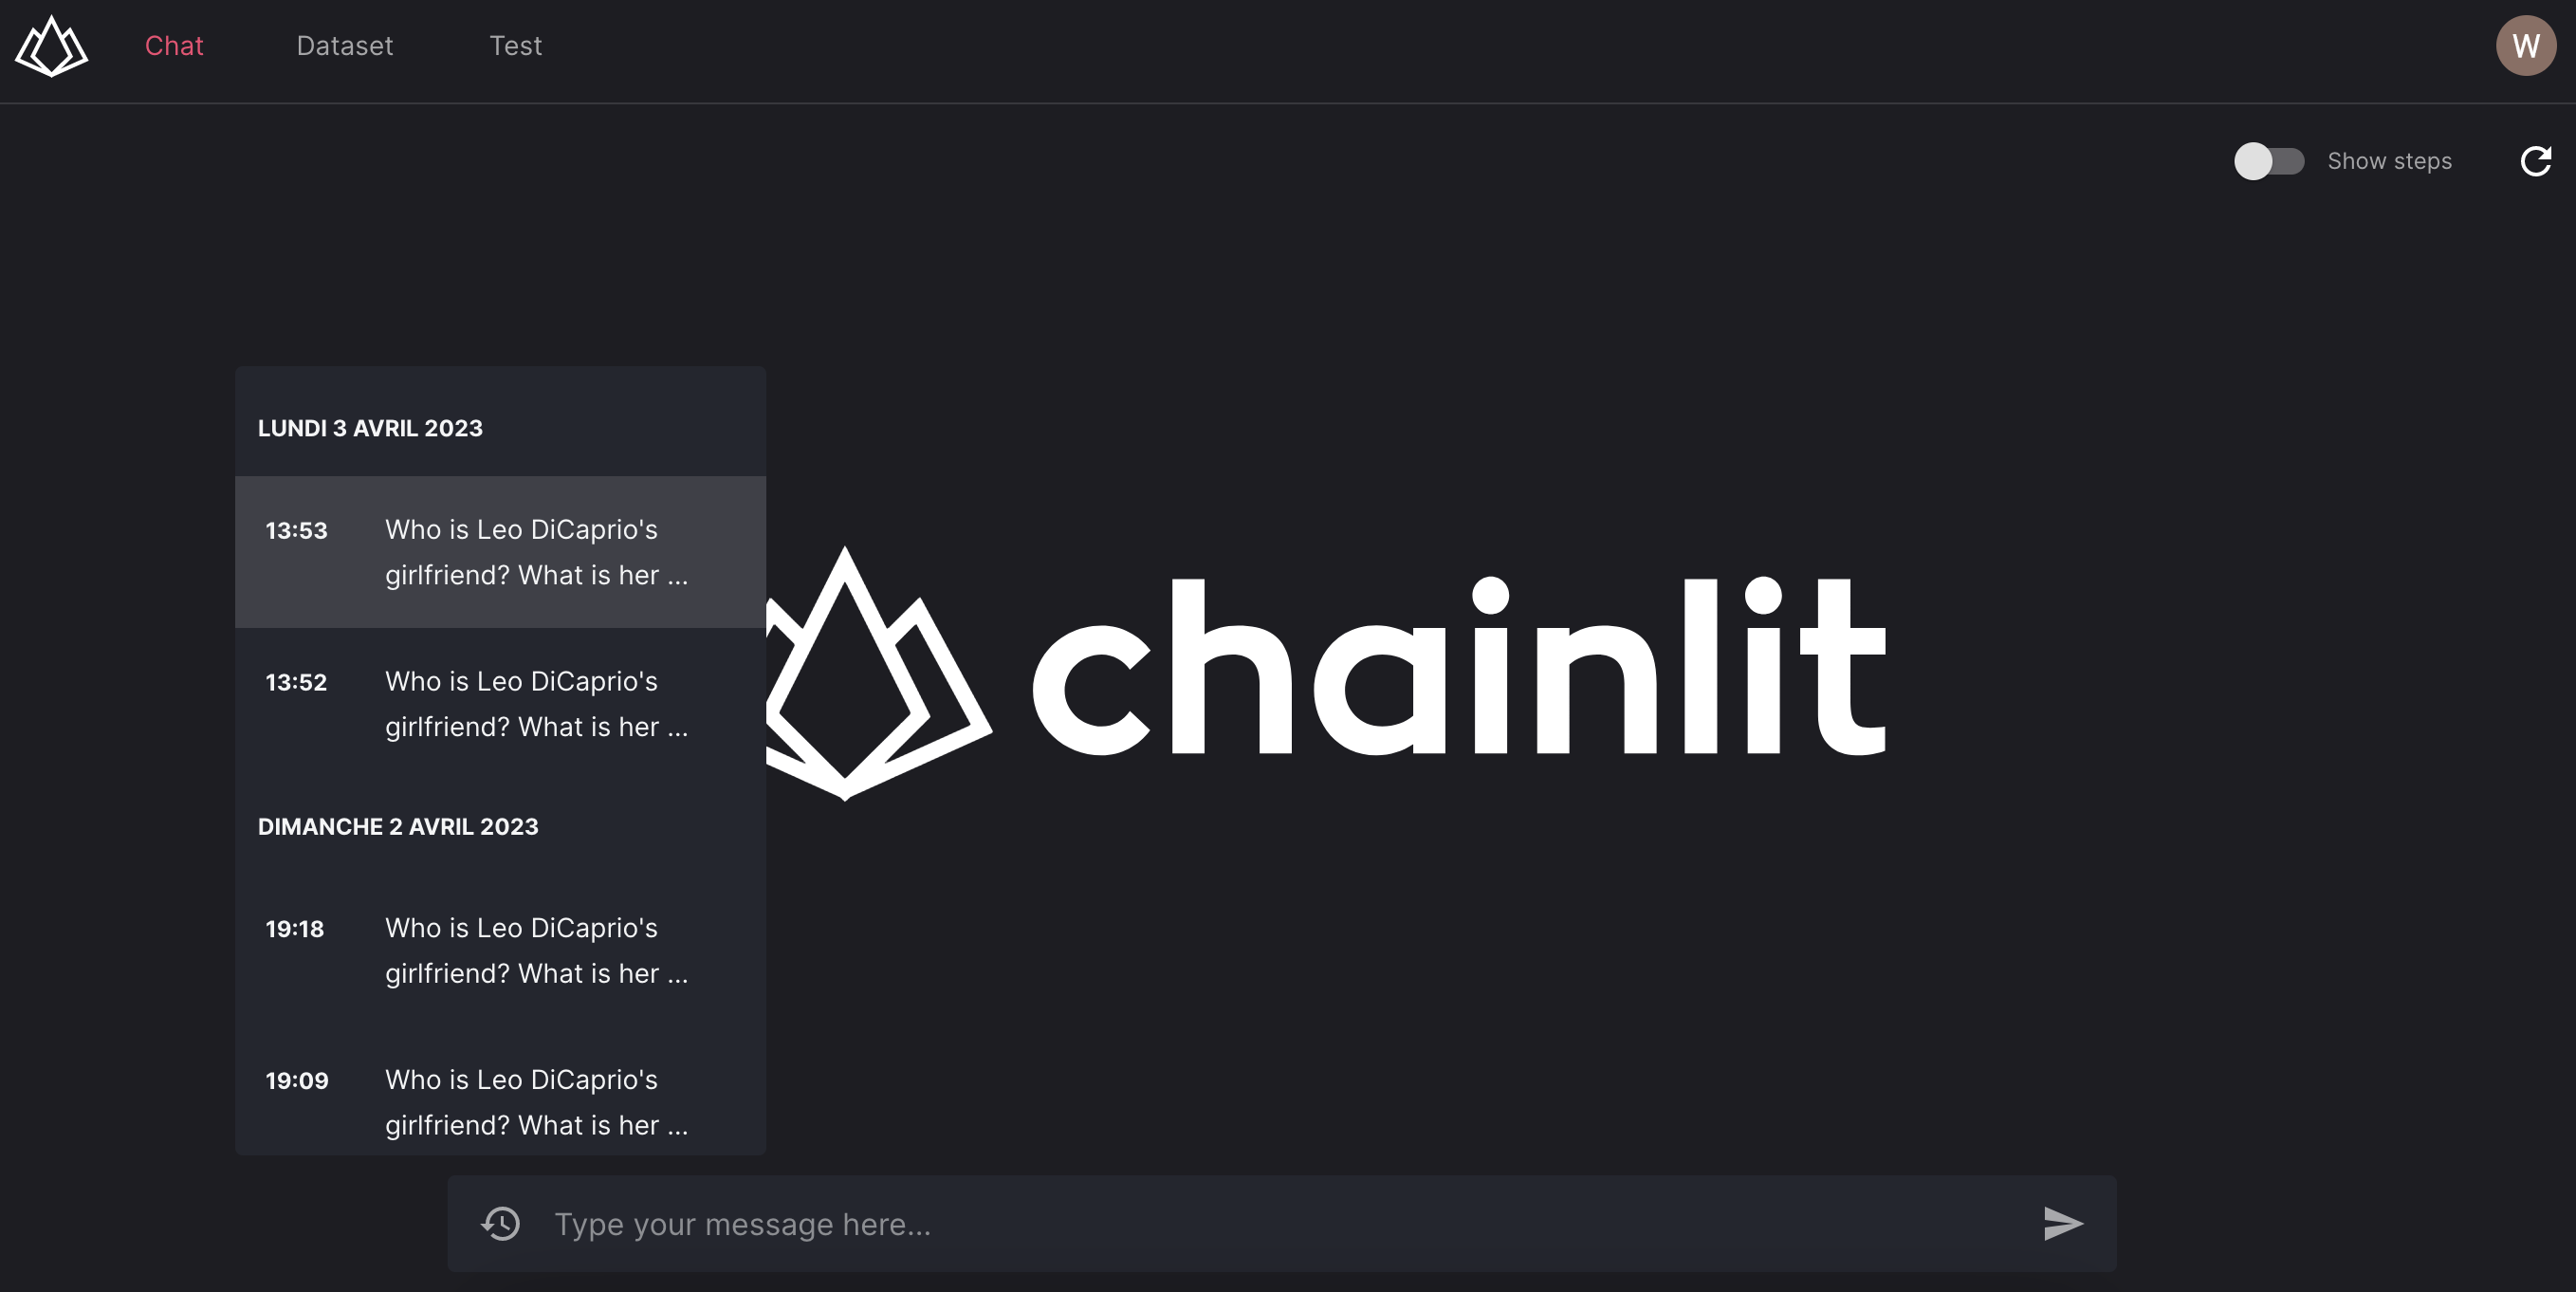 Chat Dataset Test W
Show steps
LUNDI 3 AVRIL 2023
13:53 Who is Leo DiCaprio's
girlfriend? What is her ...
13:52 Who is Leo DiCaprio's
girlfriend? What is her ...
DIMANCHE 2 AVRIL 2023
19:18 Who is Leo DiCaprio's
girlfriend? What is her ...
19:09 Who is Leo DiCaprio's
girlfriend? What is her ...
chainlit
Type your message here...